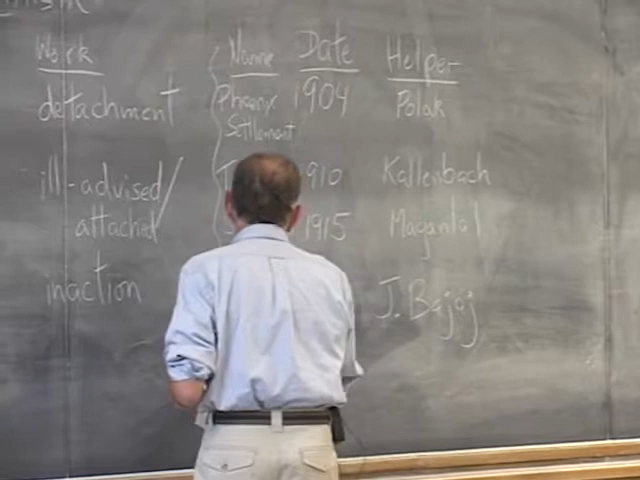 Work Name Date Helper
detachment Phoenix 1904 Polak
Settlement
ill-advised/ 1910 Kallenbach
attached 1915 Maganlal
inaction J. Bajaj